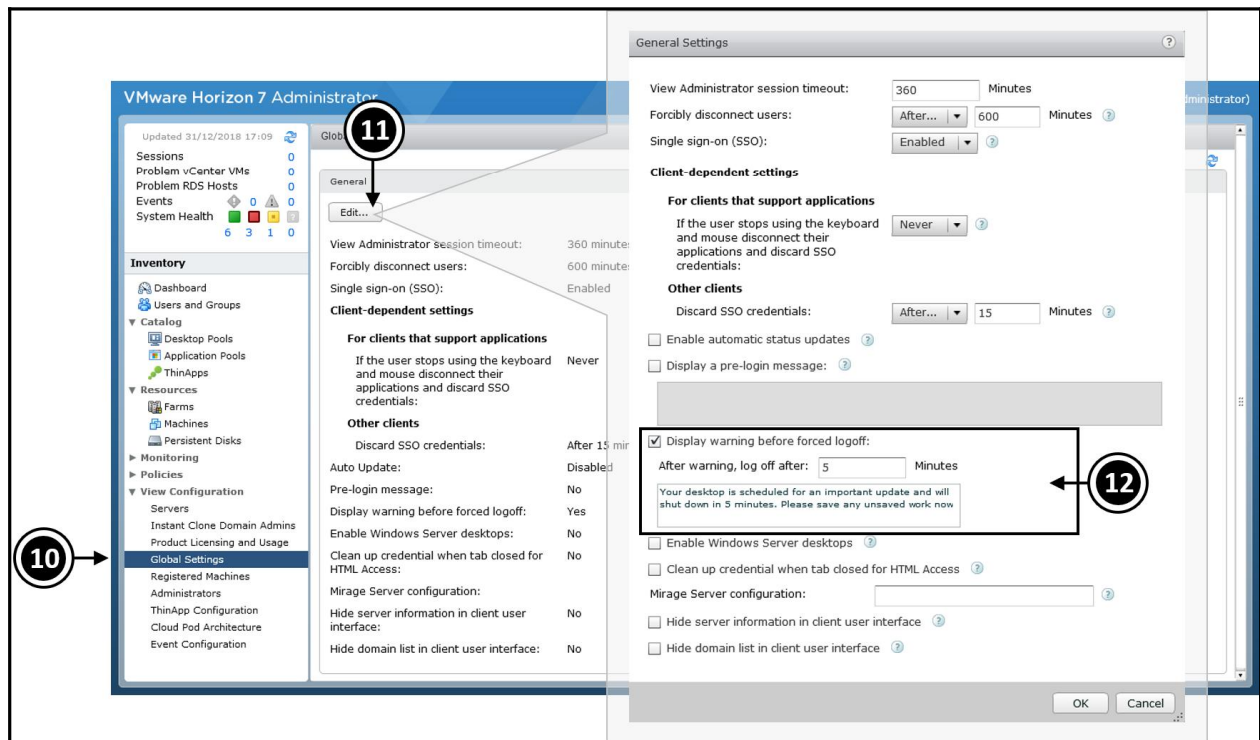 VMware Horizon 7 Administrator
ministrator)
Updated 31/12/2018 17:09
Sessions 0
Problem vCenter VMs 0
Problem RDS Hosts 0
Events 0 0
System Health
6 3 1 0
Inventory
Dashboard
Users and Groups
Catalog
Desktop Pools
Application Pools
ThinApps
Resources
Farms
Machines
Persistent Disks
Monitoring
Policies
View Configuration
Servers
Instant Clone Domain Admins
Product Licensing and Usage
Global Settings
Registered Machines
Administrators
ThinApp Configuration
Cloud Pod Architecture
Event Configuration
10
11
Globa
General
Edit...
View Administrator session timeout: 360 minutes
Forcibly disconnect users: 600 minute
Single sign-on (SSO): Enabled
Client-dependent settings
For clients that support applications
If the user stops using the keyboard Never
and mouse disconnect their
applications and discard SSO
credentials:
Other clients
Discard SSO credentials: After 15 min
Auto Update: Disabled
Pre-login message: No
Display warning before forced logoff: Yes
Enable Windows Server desktops: No
Clean up credential when tab closed for No
HTML Access:
Mirage Server configuration:
Hide server information in client user No
interface:
Hide domain list in client user interface: No
General Settings ?
View Administrator session timeout: 360 Minutes
Forcibly disconnect users: After... 600 Minutes ?
Single sign-on (SSO): Enabled ?
Client-dependent settings
For clients that support applications
If the user stops using the keyboard Never ?
and mouse disconnect their
applications and discard SSO
credentials:
Other clients
Discard SSO credentials: After... 15 Minutes ?
Enable automatic status updates ?
Display a pre-login message: ?
Display warning before forced logoff:
After warning, log off after: 5 Minutes
Your desktop is scheduled for an important update and will
shut down in 5 minutes. Please save any unsaved work now
12
Enable Windows Server desktops ?
Clean up credential when tab closed for HTML Access ?
Mirage Server configuration: ?
Hide server information in client user interface ?
Hide domain list in client user interface ?
OK Cancel